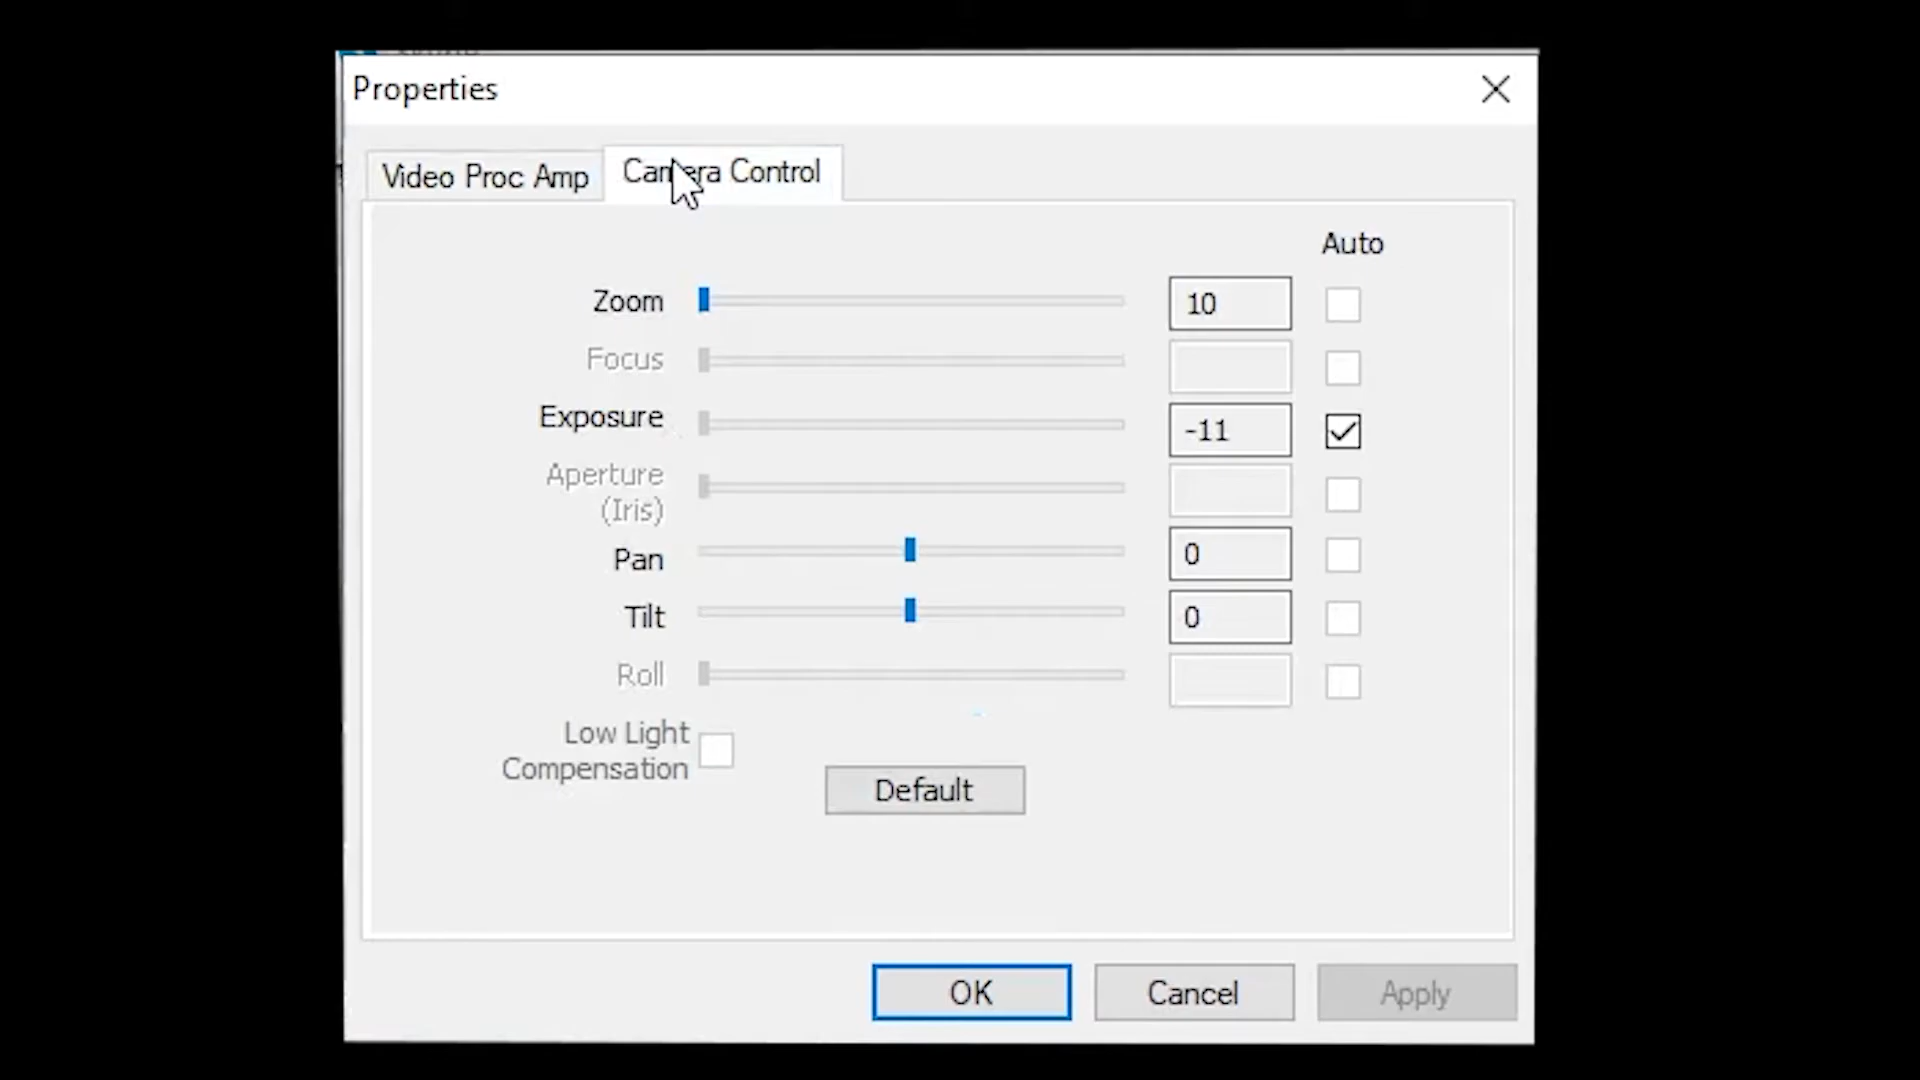 Properties
Video Proc Amp
Camera Control
Auto
Zoom
10
Focus
Exposure
-11
Aperture
(Iris)
Pan
0
Tilt
0
Roll
Low Light
Compensation
Default
OK
Cancel
Apply